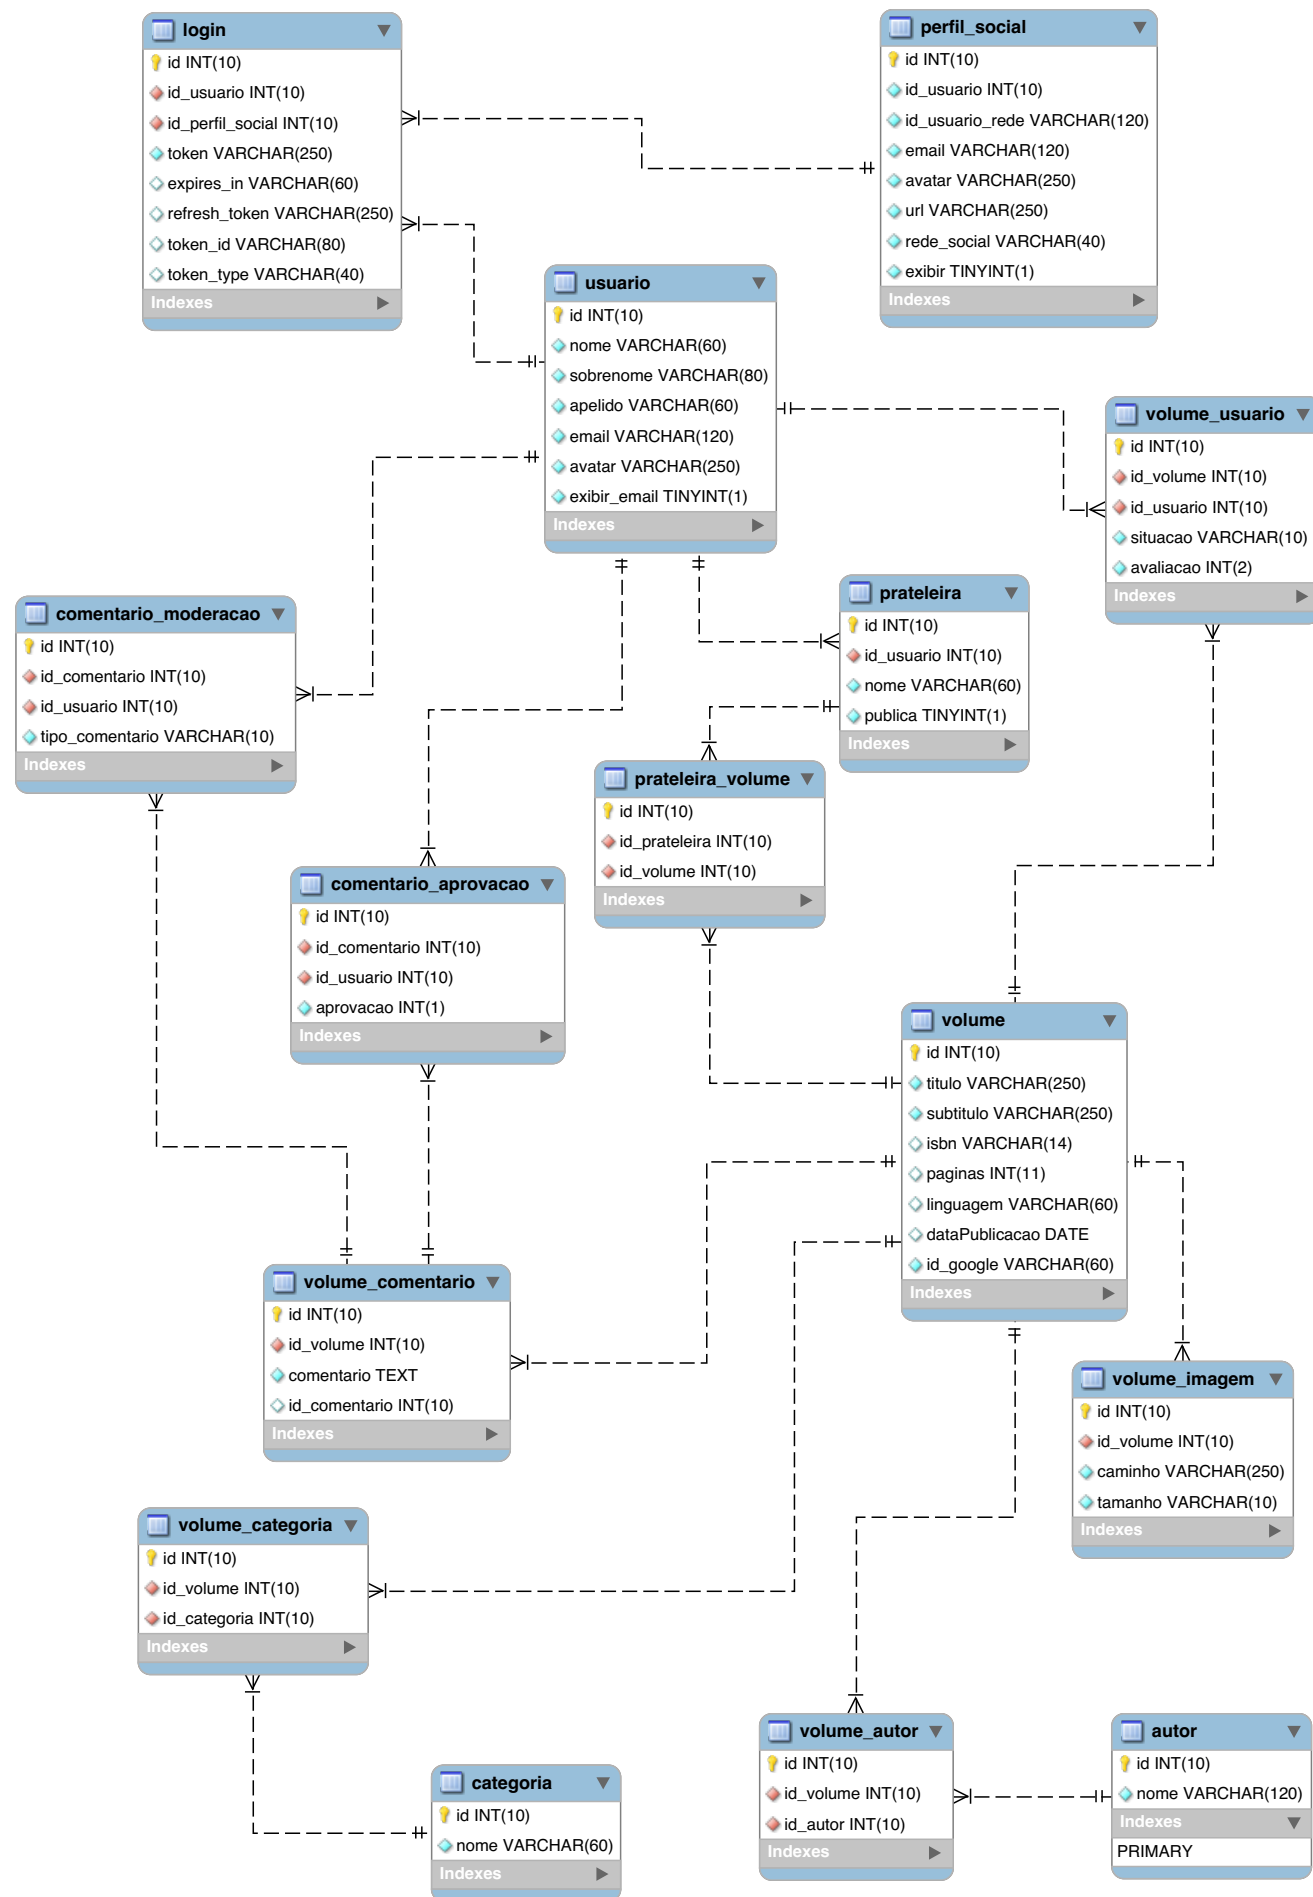 login
id INT(10)
id_usuario INT(10)
id_perfil_social INT(10)
token VARCHAR(250)
expires_in VARCHAR(60)
refresh_token VARCHAR(250)
token_id VARCHAR(80)
token_type VARCHAR(40)
Indexes
perfil_social
id INT(10)
id_usuario INT(10)
id_usuario_rede VARCHAR(120)
email VARCHAR(120)
avatar VARCHAR(250)
url VARCHAR(250)
rede_social VARCHAR(40)
exibir TINYINT(1)
Indexes
usuario
id INT(10)
nome VARCHAR(60)
sobrenome VARCHAR(80)
apelido VARCHAR(60)
email VARCHAR(120)
avatar VARCHAR(250)
exibir_email TINYINT(1)
Indexes
volume_usuario
id INT(10)
id_volume INT(10)
id_usuario INT(10)
situacao VARCHAR(10)
avaliacao INT(2)
Indexes
comentario_moderacao
id INT(10)
id_comentario INT(10)
id_usuario INT(10)
tipo_comentario VARCHAR(10)
Indexes
prateleira
id INT(10)
id_usuario INT(10)
nome VARCHAR(60)
publica TINYINT(1)
Indexes
prateleira_volume
id INT(10)
id_prateleira INT(10)
id_volume INT(10)
Indexes
comentario_aprovacao
id INT(10)
id_comentario INT(10)
id_usuario INT(10)
aprovacao INT(1)
Indexes
volume
id INT(10)
titulo VARCHAR(250)
subtitulo VARCHAR(250)
isbn VARCHAR(14)
paginas INT(11)
linguagem VARCHAR(60)
dataPublicacao DATE
id_google VARCHAR(60)
Indexes
volume_comentario
id INT(10)
id_volume INT(10)
comentario TEXT
id_comentario INT(10)
Indexes
volume_imagem
id INT(10)
id_volume INT(10)
caminho VARCHAR(250)
tamanho VARCHAR(10)
Indexes
volume_categoria
id INT(10)
id_volume INT(10)
id_categoria INT(10)
Indexes
categoria
id INT(10)
nome VARCHAR(60)
Indexes
volume_autor
id INT(10)
id_volume INT(10)
id_autor INT(10)
Indexes
autor
id INT(10)
nome VARCHAR(120)
Indexes
PRIMARY